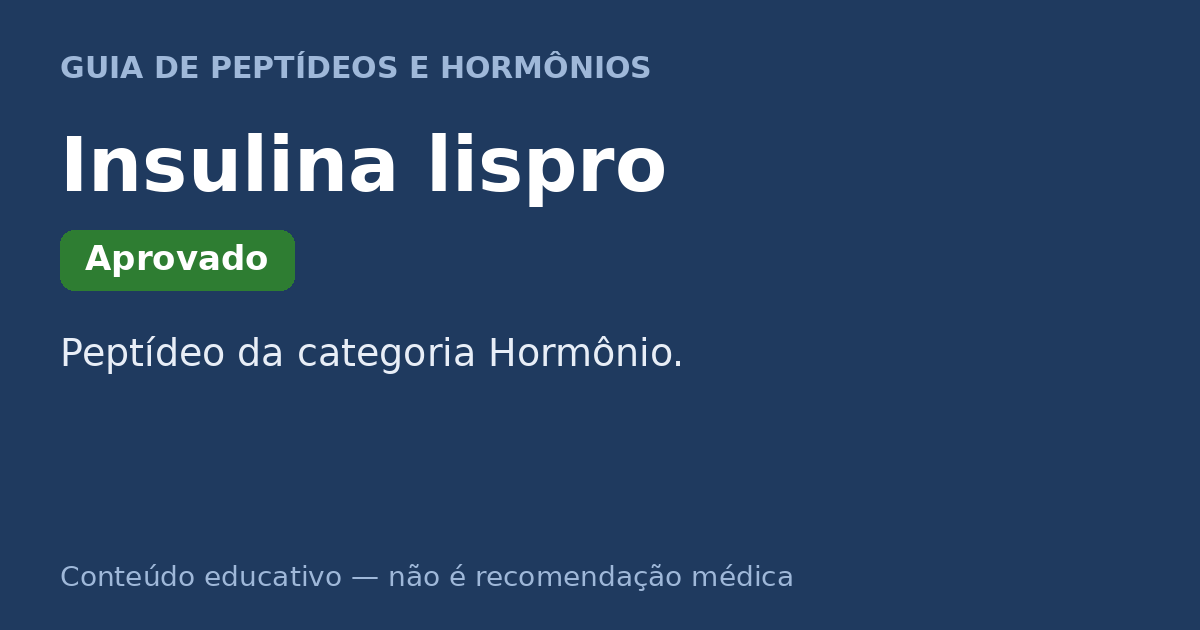 GUIA DE PEPTÍDEOS E HORMÔNIOS
Insulina lispro
Aprovado
Peptídeo da categoria Hormônio.
Conteúdo educativo — não é recomendação médica